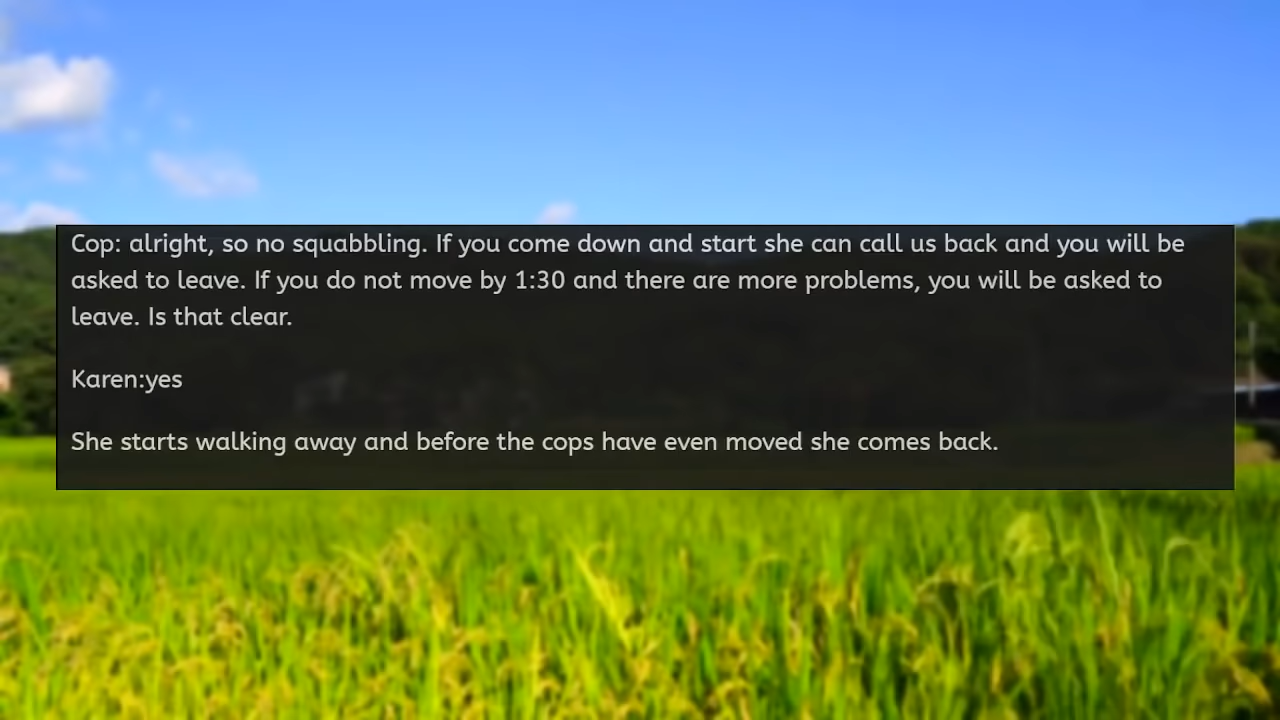 Cop: alright, so no squabbling. If you come down and start she can call us back and you will be
asked to leave. If you do not move by 1:30 and there are more problems, you will be asked to
leave. Is that clear.
Karen:yes
She starts walking away and before the cops have even moved she comes back.